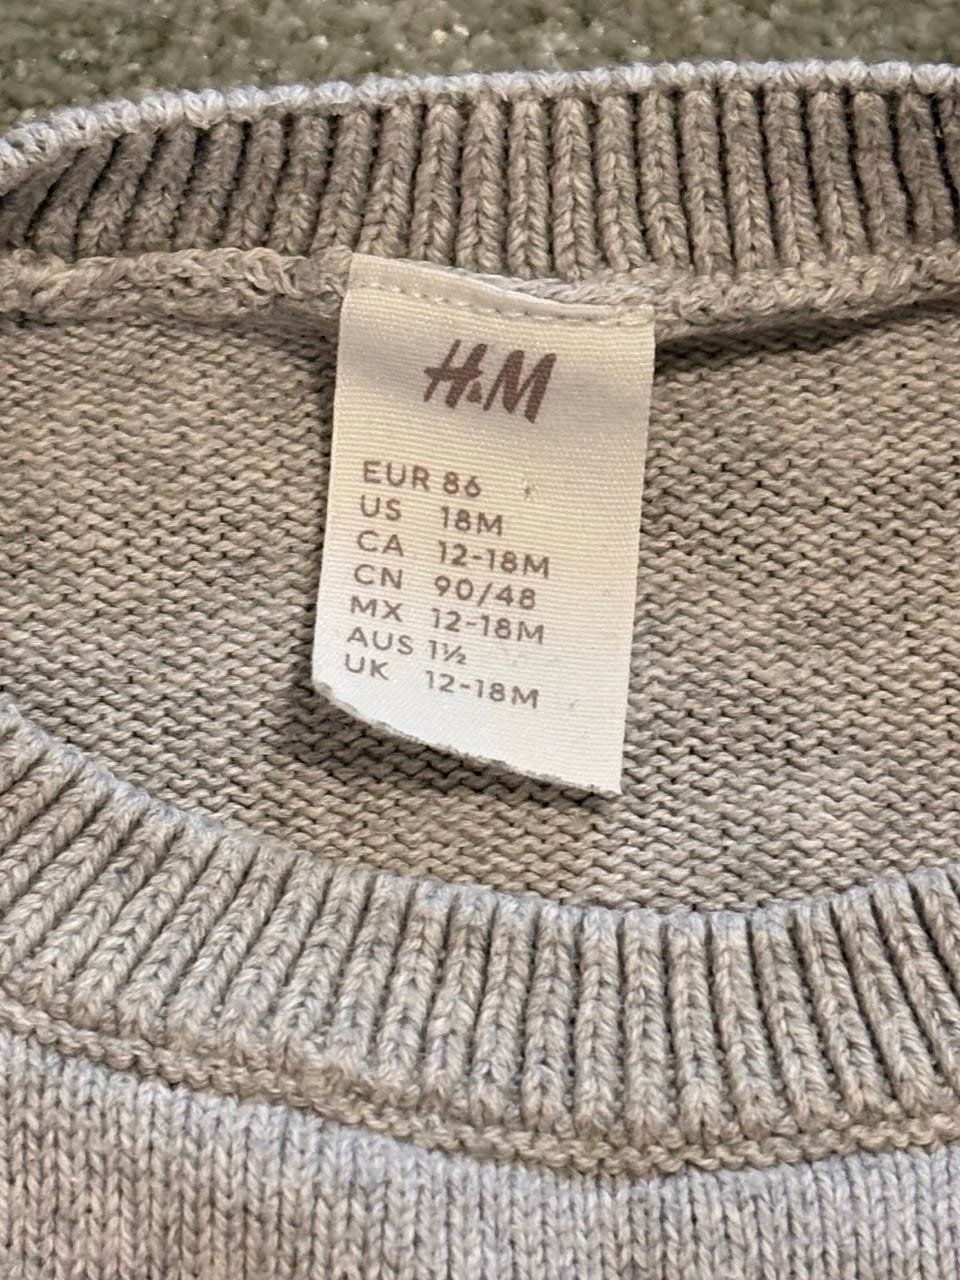 H&M
EUR 86
US 18M
CA 12-18M
CN 90/48
MX 12-18M
AUS 1½
UK 12-18M